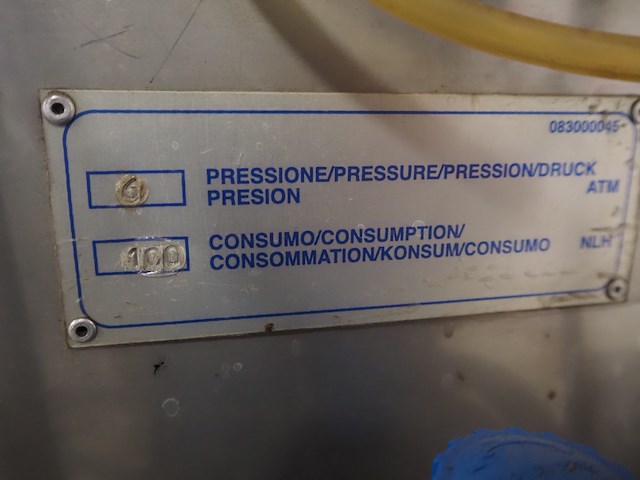 083000045
6 PRESSIONE/PRESSURE/PRESSION/DRUCK
PRESION ATM
100 CONSUMO/CONSUMPTION/
CONSOMMATION/KONSUM/CONSUMO NLH